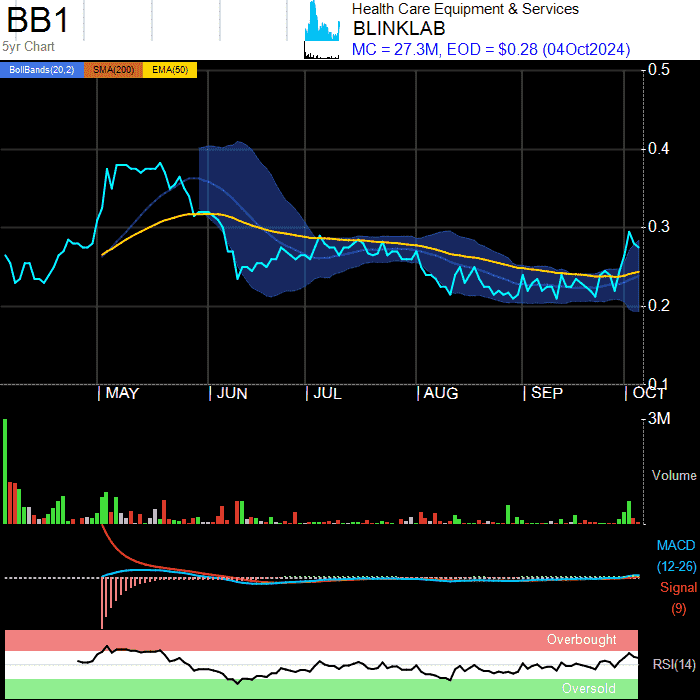 BB1
5yr Chart
Health Care Equipment & Services
BLINKLAB
MC = 27.3M, EOD = $0.28 (04Oct2024)
BollBands(20,2) SMA(200) EMA(50)
0.5
0.4
0.3
0.2
0.1
MAY JUN JUL AUG SEP OCT
3M
Volume
MACD
(12-26)
Signal
(9)
Overbought
RSI(14)
Oversold